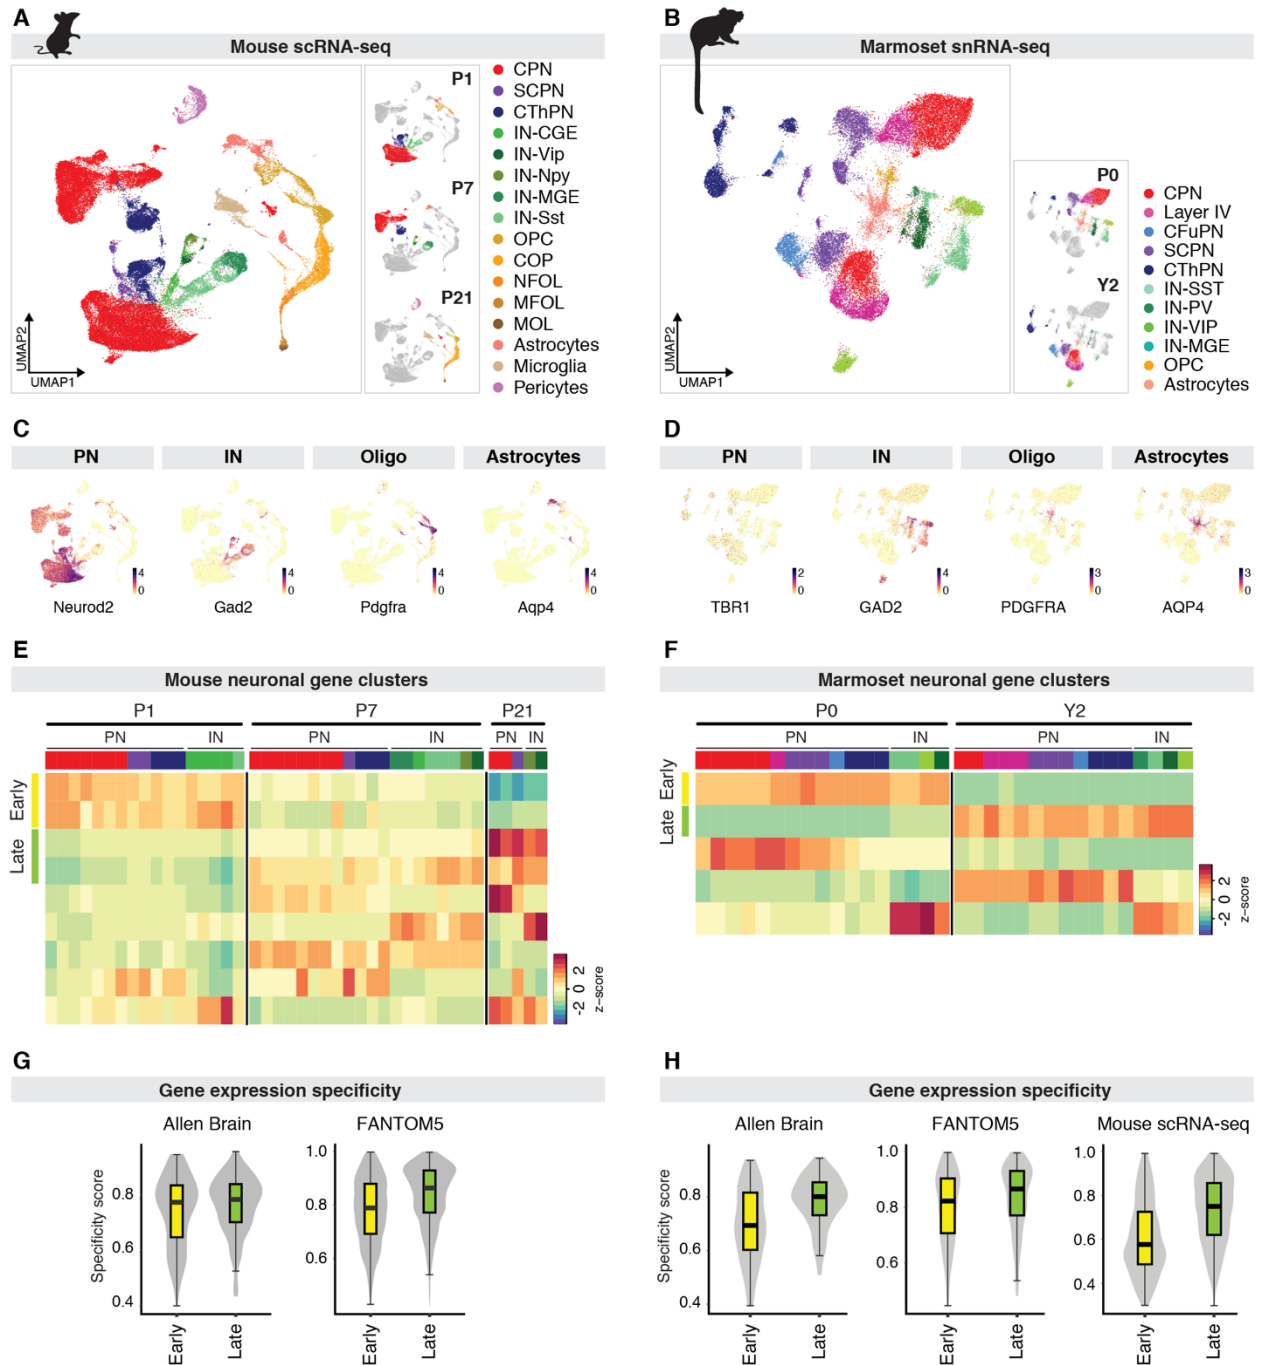 A
Mouse scRNA-seq
P1
P7
P21
UMAP2
UMAP1
CPN
SCPN
CThPN
IN-CGE
IN-Vip
IN-Npy
IN-MGE
IN-Sst
OPC
COP
NFOL
MFOL
MOL
Astrocytes
Microglia
Pericytes
B
Marmoset snRNA-seq
P0
Y2
UMAP2
UMAP1
CPN
Layer IV
CFuPN
SCPN
CThPN
IN-SST
IN-PV
IN-VIP
IN-MGE
OPC
Astrocytes
C
PN
IN
Oligo
Astrocytes
4
0
4
0
4
0
4
0
Neurod2
Gad2
Pdgfra
Aqp4
D
PN
IN
Oligo
Astrocytes
2
0
4
0
3
0
3
0
TBR1
GAD2
PDGFRA
AQP4
E
Mouse neuronal gene clusters
P1
P7
P21
PN
IN
PN
IN
PN
IN
Early
Late
2
0
-2
z-score
F
Marmoset neuronal gene clusters
P0
Y2
PN
IN
PN
IN
Early
Late
2
0
-2
z-score
G
Gene expression specificity
Allen Brain
FANTOM5
Specificity score
0.8
0.6
0.4
1.0
0.8
0.6
Early
Late
Early
Late
H
Gene expression specificity
Allen Brain
FANTOM5
Mouse scRNA-seq
Specificity score
0.8
0.6
0.4
1.0
0.8
0.6
1.0
0.8
0.6
0.4
Early
Late
Early
Late
Early
Late